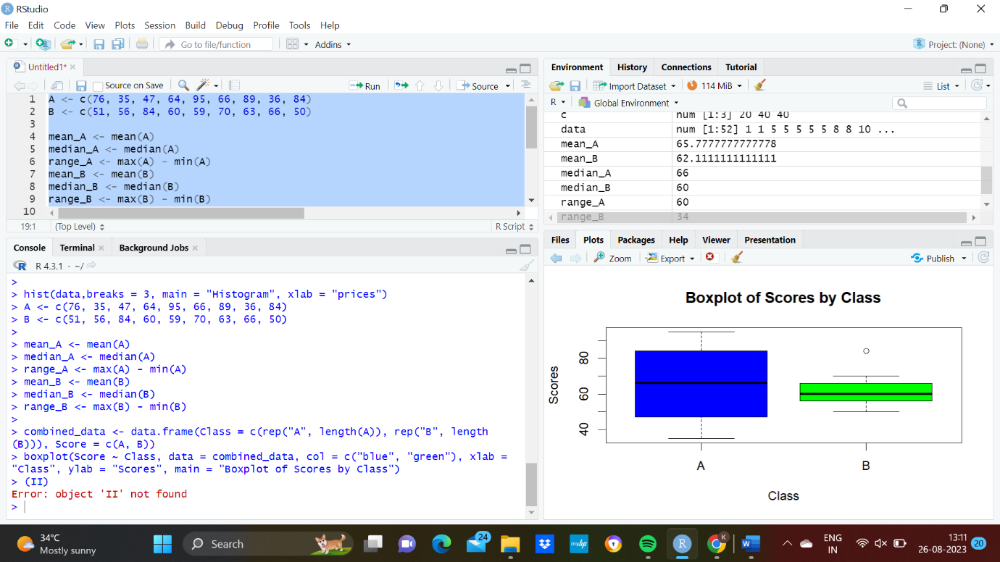 RStudio
File Edit Code View Plots Session Build Debug Profile Tools Help
Go to file/function Addins Project: (None)
Untitled1*
Source on Save Run Source
1 A <- c(76, 35, 47, 64, 95, 66, 89, 36, 84)
2 B <- c(51, 56, 84, 60, 59, 70, 63, 66, 50)
3
4 mean_A <- mean(A)
5 median_A <- median(A)
6 range_A <- max(A) - min(A)
7 mean_B <- mean(B)
8 median_B <- median(B)
9 range_B <- max(B) - min(B)
10
19:1 (Top Level) R Script
Console Terminal Background Jobs
R 4.3.1 · ~/
>
> hist(data,breaks = 3, main = "Histogram", xlab = "prices")
> A <- c(76, 35, 47, 64, 95, 66, 89, 36, 84)
> B <- c(51, 56, 84, 60, 59, 70, 63, 66, 50)
>
> mean_A <- mean(A)
> median_A <- median(A)
> range_A <- max(A) - min(A)
> mean_B <- mean(B)
> median_B <- median(B)
> range_B <- max(B) - min(B)
>
> combined_data <- data.frame(Class = c(rep("A", length(A)), rep("B", length
(B))), Score = c(A, B))
> boxplot(Score ~ Class, data = combined_data, col = c("blue", "green"), xlab =
"Class", ylab = "Scores", main = "Boxplot of Scores by Class")
> (II)
Error: object 'II' not found
>
Environment History Connections Tutorial
Import Dataset 114 MiB List
R Global Environment
c num [1:3] 20 40 40
data num [1:52] 1 1 5 5 5 5 5 8 8 10 ...
mean_A 65.7777777777778
mean_B 62.1111111111111
median_A 66
median_B 60
range_A 60
range_B 34
Files Plots Packages Help Viewer Presentation
Zoom Export Publish
Boxplot of Scores by Class
Scores
80
60
40
A B
Class
34°C
Mostly sunny
Search
24
myhp
K
ENG
IN
13:11
26-08-2023
20